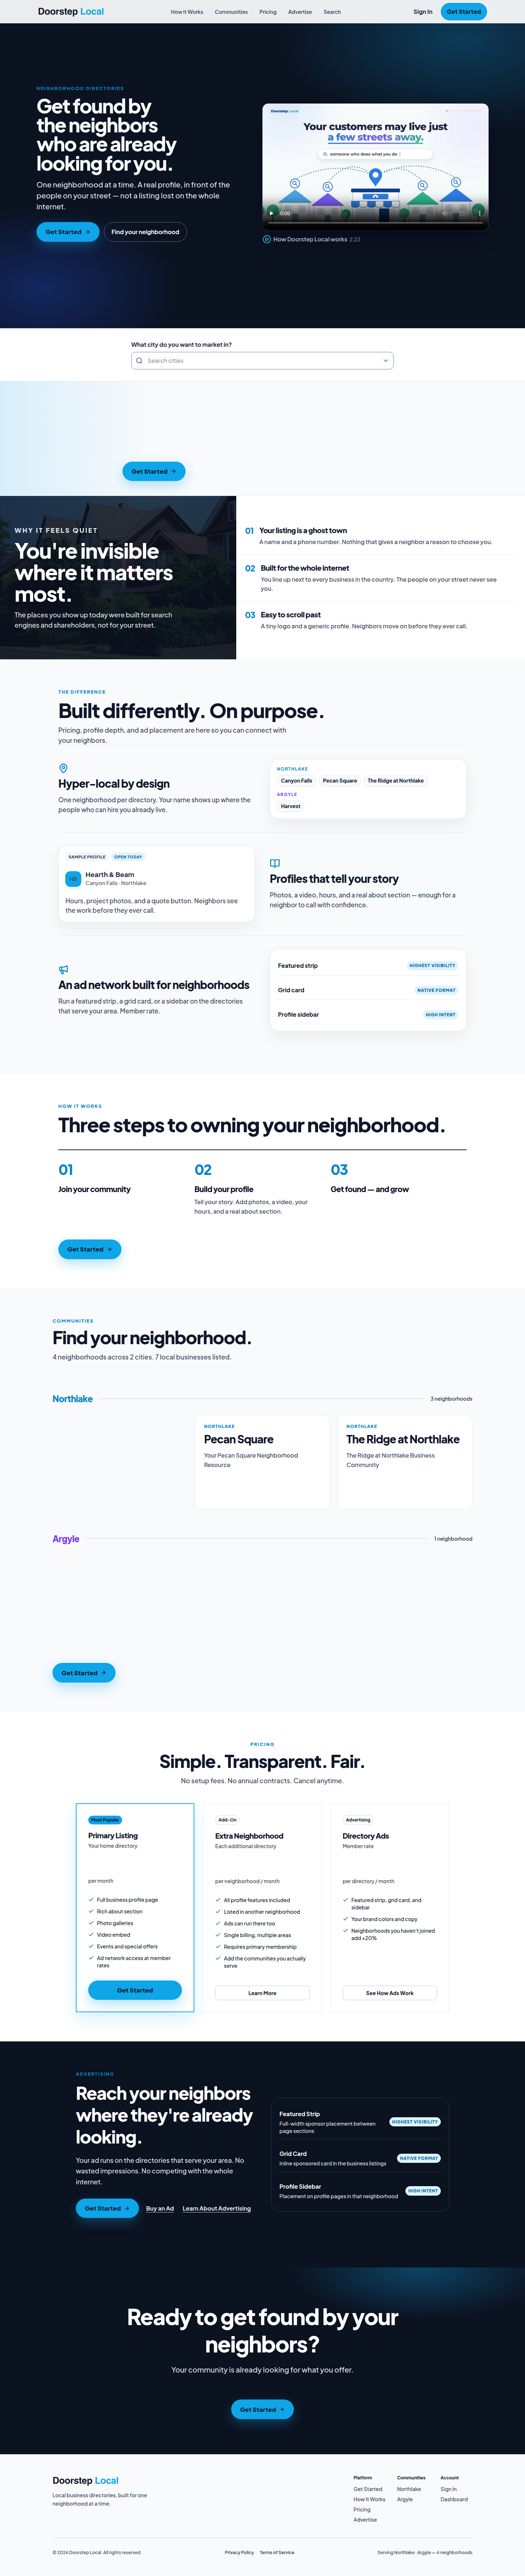 Doorstep Local
How It Works
Communities
Pricing
Advertise
Search
Sign In
Get Started
NEIGHBORHOOD DIRECTORIES
Get found by
the neighbors
who are already
looking for you.
One neighborhood at a time. A real profile, in front of the
people on your street — not a listing lost on the whole
internet.
Get Started
Find your neighborhood
Doorstep Local
Your customers may live just
a few streets away.
someone who does what you do
0:00
How Doorstep Local works 2:23
What city do you want to market in?
Search cities
Get Started
WHY IT FEELS QUIET
You're invisible
where it matters
most.
The places you show up today were built for search
engines and shareholders, not for your street.
01 Your listing is a ghost town
A name and a phone number. Nothing that gives a neighbor a reason to choose you.
02 Built for the whole internet
You line up next to every business in the country. The people on your street never see
you.
03 Easy to scroll past
A tiny logo and a generic profile. Neighbors move on before they ever call.
THE DIFFERENCE
Built differently. On purpose.
Pricing, profile depth, and ad placement are here so you can connect with
your neighbors.
Hyper-local by design
One neighborhood per directory. Your name shows up where the
people who can hire you already live.
NORTHLAKE
Canyon Falls
Pecan Square
The Ridge at Northlake
ARGYLE
Harvest
SAMPLE PROFILE
OPEN TODAY
HB
Hearth & Beam
Canyon Falls · Northlake
Hours, project photos, and a quote button. Neighbors see
the work before they ever call.
Profiles that tell your story
Photos, a video, hours, and a real about section — enough for a
neighbor to call with confidence.
An ad network built for neighborhoods
Run a featured strip, a grid card, or a sidebar on the directories
that serve your area. Member rate.
Featured strip
HIGHEST VISIBILITY
Grid card
NATIVE FORMAT
Profile sidebar
HIGH INTENT
HOW IT WORKS
Three steps to owning your neighborhood.
01
Join your community
02
Build your profile
Tell your story. Add photos, a video, your
hours, and a real about section.
03
Get found — and grow
Get Started
COMMUNITIES
Find your neighborhood.
4 neighborhoods across 2 cities. 7 local businesses listed.
Northlake
3 neighborhoods
NORTHLAKE
Pecan Square
Your Pecan Square Neighborhood
Resource
NORTHLAKE
The Ridge at Northlake
The Ridge at Northlake Business
Community
Argyle
1 neighborhood
Get Started
PRICING
Simple. Transparent. Fair.
No setup fees. No annual contracts. Cancel anytime.
Most Popular
Primary Listing
Your home directory
per month
Full business profile page
Rich about section
Photo galleries
Video embed
Events and special offers
Ad network access at member
rates
Get Started
Add-On
Extra Neighborhood
Each additional directory
per neighborhood / month
All profile features included
Listed in another neighborhood
Ads can run there too
Single billing, multiple areas
Requires primary membership
Add the communities you actually
serve
Learn More
Advertising
Directory Ads
Member rate
per directory / month
Featured strip, grid card, and
sidebar
Your brand colors and copy
Neighborhoods you haven't joined
add +20%
See How Ads Work
ADVERTISING
Reach your neighbors
where they're already
looking.
Your ad runs on the directories that serve your area. No
wasted impressions. No competing with the whole
internet.
Get Started
Buy an Ad
Learn About Advertising
Featured Strip
Full-width sponsor placement between
page sections
HIGHEST VISIBILITY
Grid Card
Inline sponsored card in the business listings
NATIVE FORMAT
Profile Sidebar
Placement on profile pages in that neighborhood
HIGH INTENT
Ready to get found by your
neighbors?
Your community is already looking for what you offer.
Get Started
Doorstep Local
Local business directories, built for one
neighborhood at a time.
Platform
Get Started
How It Works
Pricing
Advertise
Communities
Northlake
Argyle
Account
Sign In
Dashboard
© 2026 Doorstep Local. All rights reserved.
Privacy Policy
Terms of Service
Serving Northlake · Argyle — 4 neighborhoods